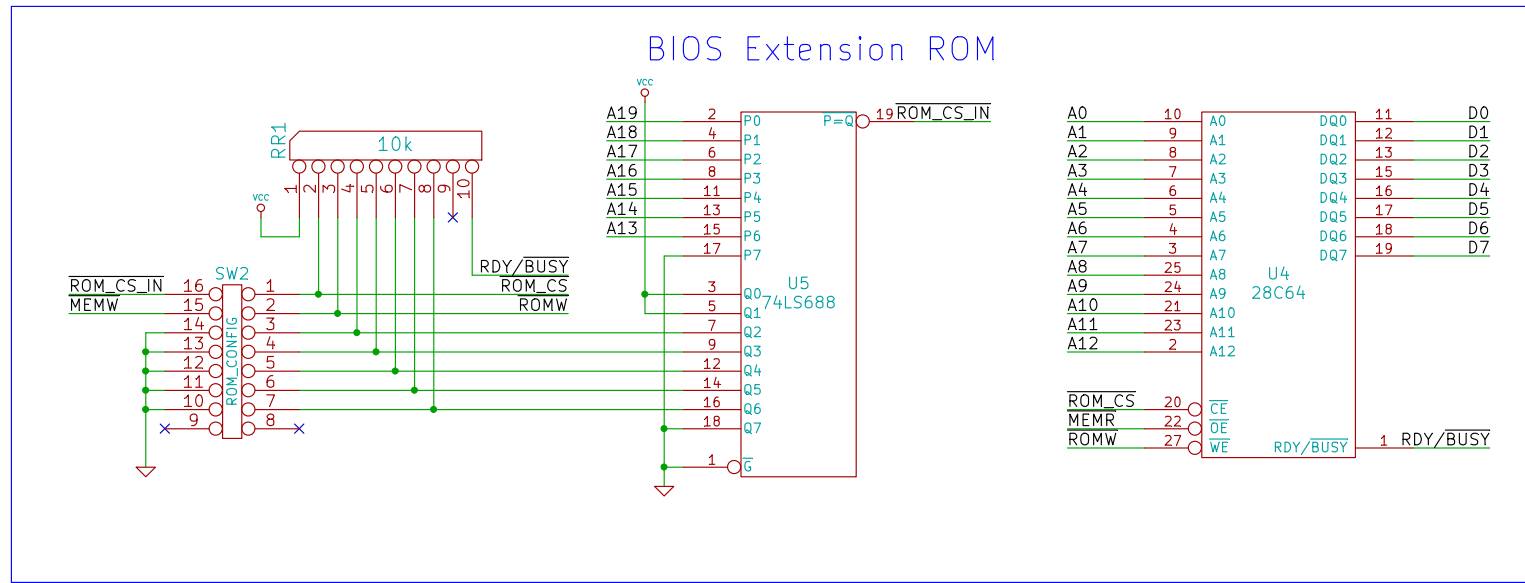 BIOS Extension ROM
RR1
10k
1 2 3 4 5 6 7 8 9 10
VCC
RDY/BUSY
ROM_CS
ROMW
SW2
ROM_CONFIG
ROM_CS_IN 16 1
MEMW 15 2
14 3
13 4
12 5
11 6
10 7
9 8
VCC
A19 2 P0
A18 4 P1
A17 6 P2
A16 8 P3
A15 11 P4
A14 13 P5
A13 15 P6
17 P7
3 Q0
5 Q1
7 Q2
9 Q3
12 Q4
14 Q5
16 Q6
18 Q7
1 G
P=Q 19 ROM_CS_IN
U5
74LS688
A0 10 A0
A1 9 A1
A2 8 A2
A3 7 A3
A4 6 A4
A5 5 A5
A6 4 A6
A7 3 A7
A8 25 A8
A9 24 A9
A10 21 A10
A11 23 A11
A12 2 A12
ROM_CS 20 CE
MEMR 22 OE
ROMW 27 WE
U4
28C64
DQ0 11 D0
DQ1 12 D1
DQ2 13 D2
DQ3 15 D3
DQ4 16 D4
DQ5 17 D5
DQ6 18 D6
DQ7 19 D7
RDY/BUSY 1 RDY/BUSY